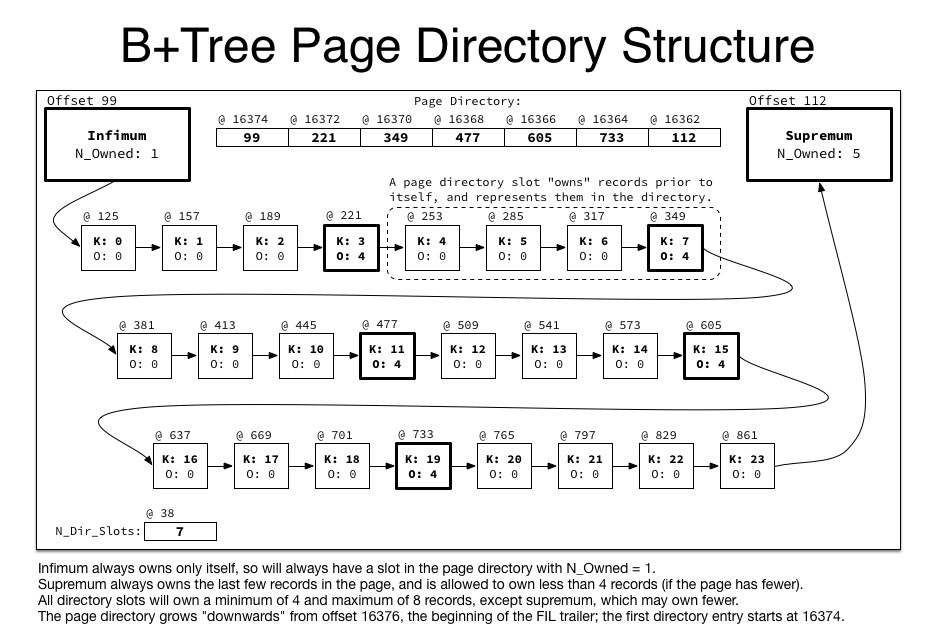 B+Tree Page Directory Structure
Offset 99
Page Directory:
Offset 112
@ 16374 @ 16372 @ 16370 @ 16368 @ 16366 @ 16364 @ 16362
99 221 349 477 605 733 112
Infimum
N_Owned: 1
Supremum
N_Owned: 5
A page directory slot "owns" records prior to
itself, and represents them in the directory.
@ 125 @ 157 @ 189 @ 221 @ 253 @ 285 @ 317 @ 349
K: 0 K: 1 K: 2 K: 3 K: 4 K: 5 K: 6 K: 7
O: 0 O: 0 O: 0 O: 4 O: 0 O: 0 O: 0 O: 4
@ 381 @ 413 @ 445 @ 477 @ 509 @ 541 @ 573 @ 605
K: 8 K: 9 K: 10 K: 11 K: 12 K: 13 K: 14 K: 15
O: 0 O: 0 O: 0 O: 4 O: 0 O: 0 O: 0 O: 4
@ 637 @ 669 @ 701 @ 733 @ 765 @ 797 @ 829 @ 861
K: 16 K: 17 K: 18 K: 19 K: 20 K: 21 K: 22 K: 23
O: 0 O: 0 O: 0 O: 4 O: 0 O: 0 O: 0 O: 0
@ 38
N_Dir_Slots: 7
Infimum always owns only itself, so will always have a slot in the page directory with N_Owned = 1.
Supremum always owns the last few records in the page, and is allowed to own less than 4 records (if the page has fewer).
All directory slots will own a minimum of 4 and maximum of 8 records, except supremum, which may own fewer.
The page directory grows "downwards" from offset 16376, the beginning of the FIL trailer; the first directory entry starts at 16374.